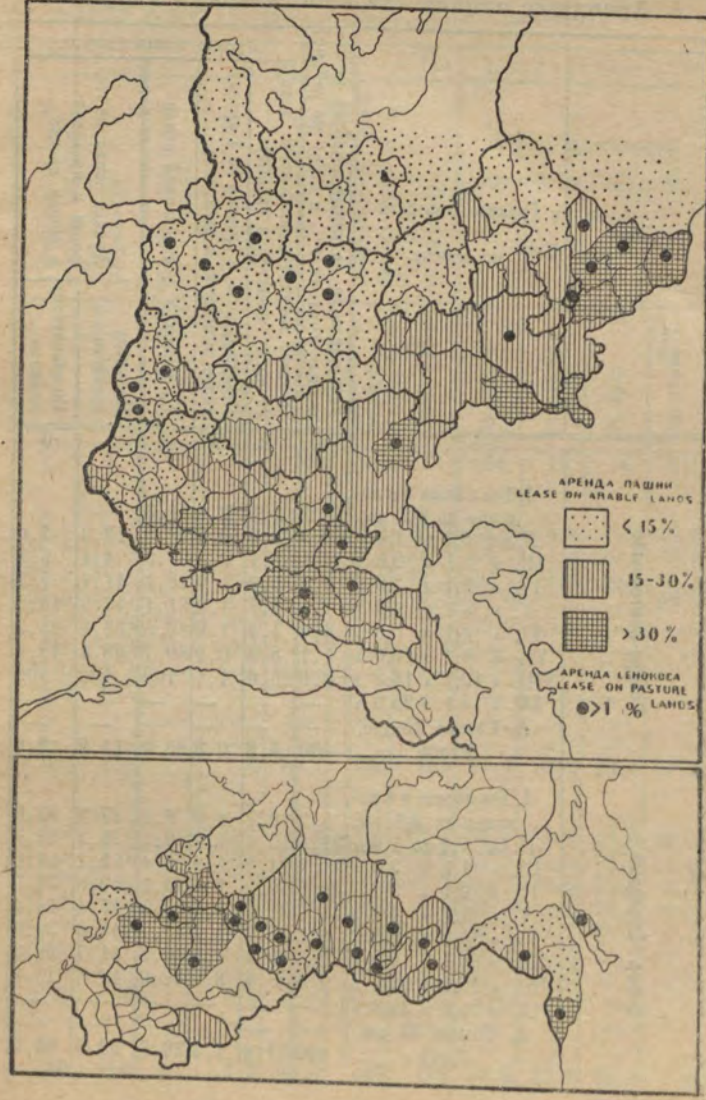 АРЕНДА ПАШНИ
LEASE ON ARABLE LANDS
< 15%
15-30%
>30%
АРЕНДА СЕНОКОСА
LEASE ON PASTURE
>1 % LANDS